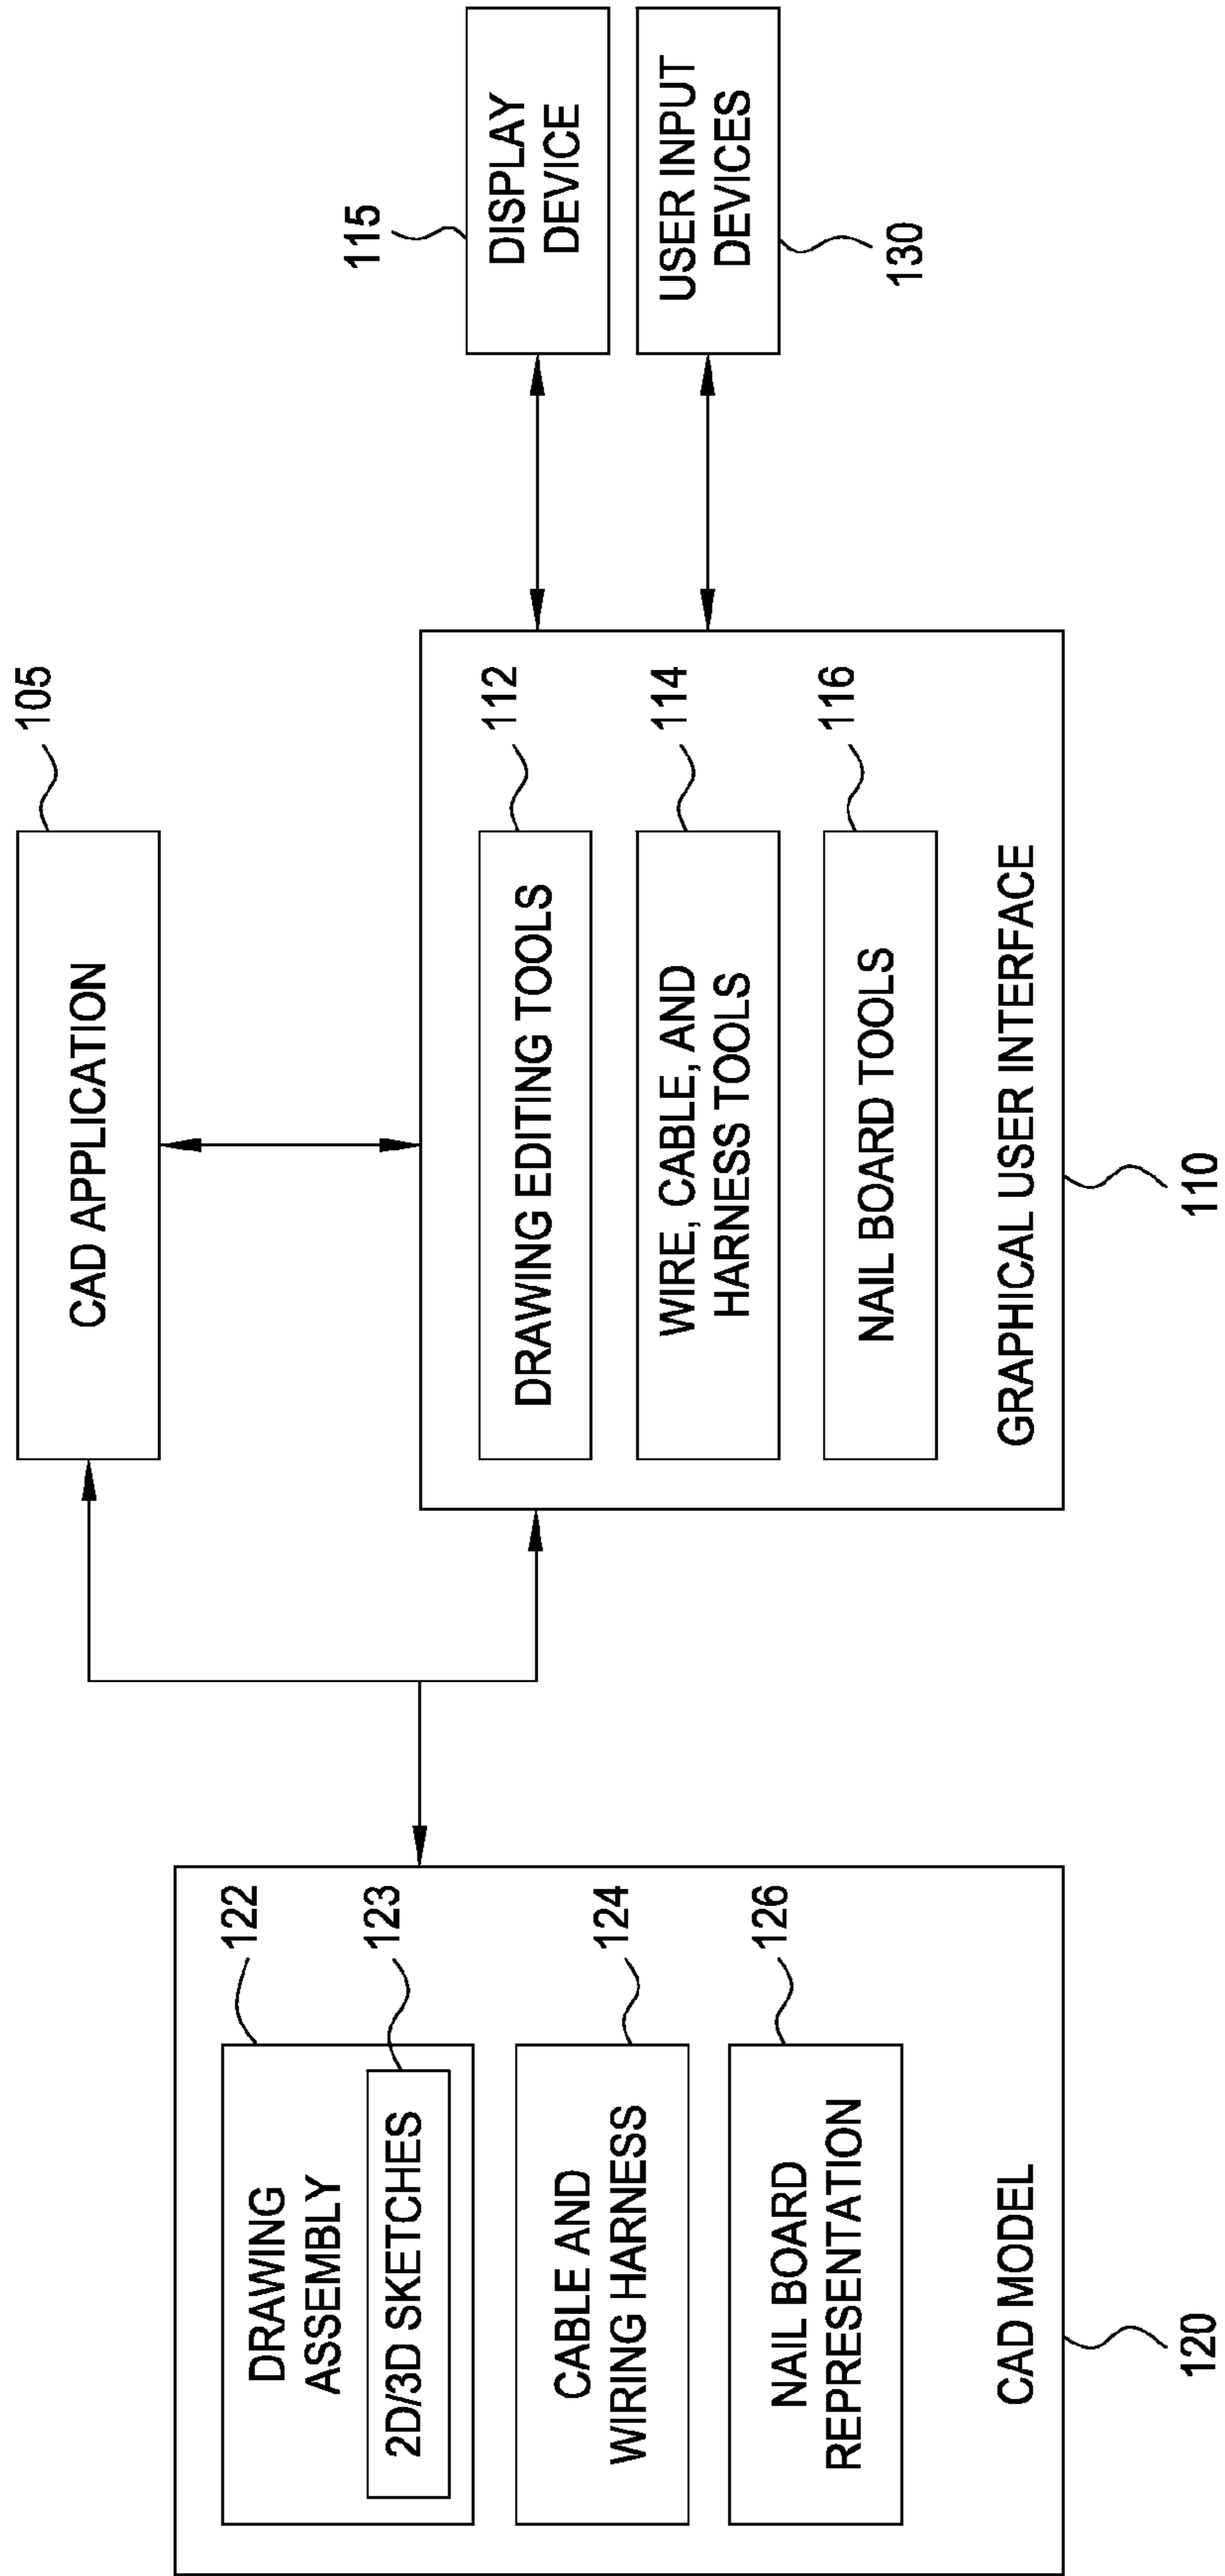 105
CAD APPLICATION
122
DRAWING
ASSEMBLY
123
2D/3D SKETCHES
124
CABLE AND
WIRING HARNESS
126
NAIL BOARD
REPRESENTATION
CAD MODEL
120
112
DRAWING EDITING TOOLS
114
WIRE, CABLE, AND
HARNESS TOOLS
116
NAIL BOARD TOOLS
GRAPHICAL USER INTERFACE
110
115
DISPLAY
DEVICE
USER INPUT
DEVICES
130